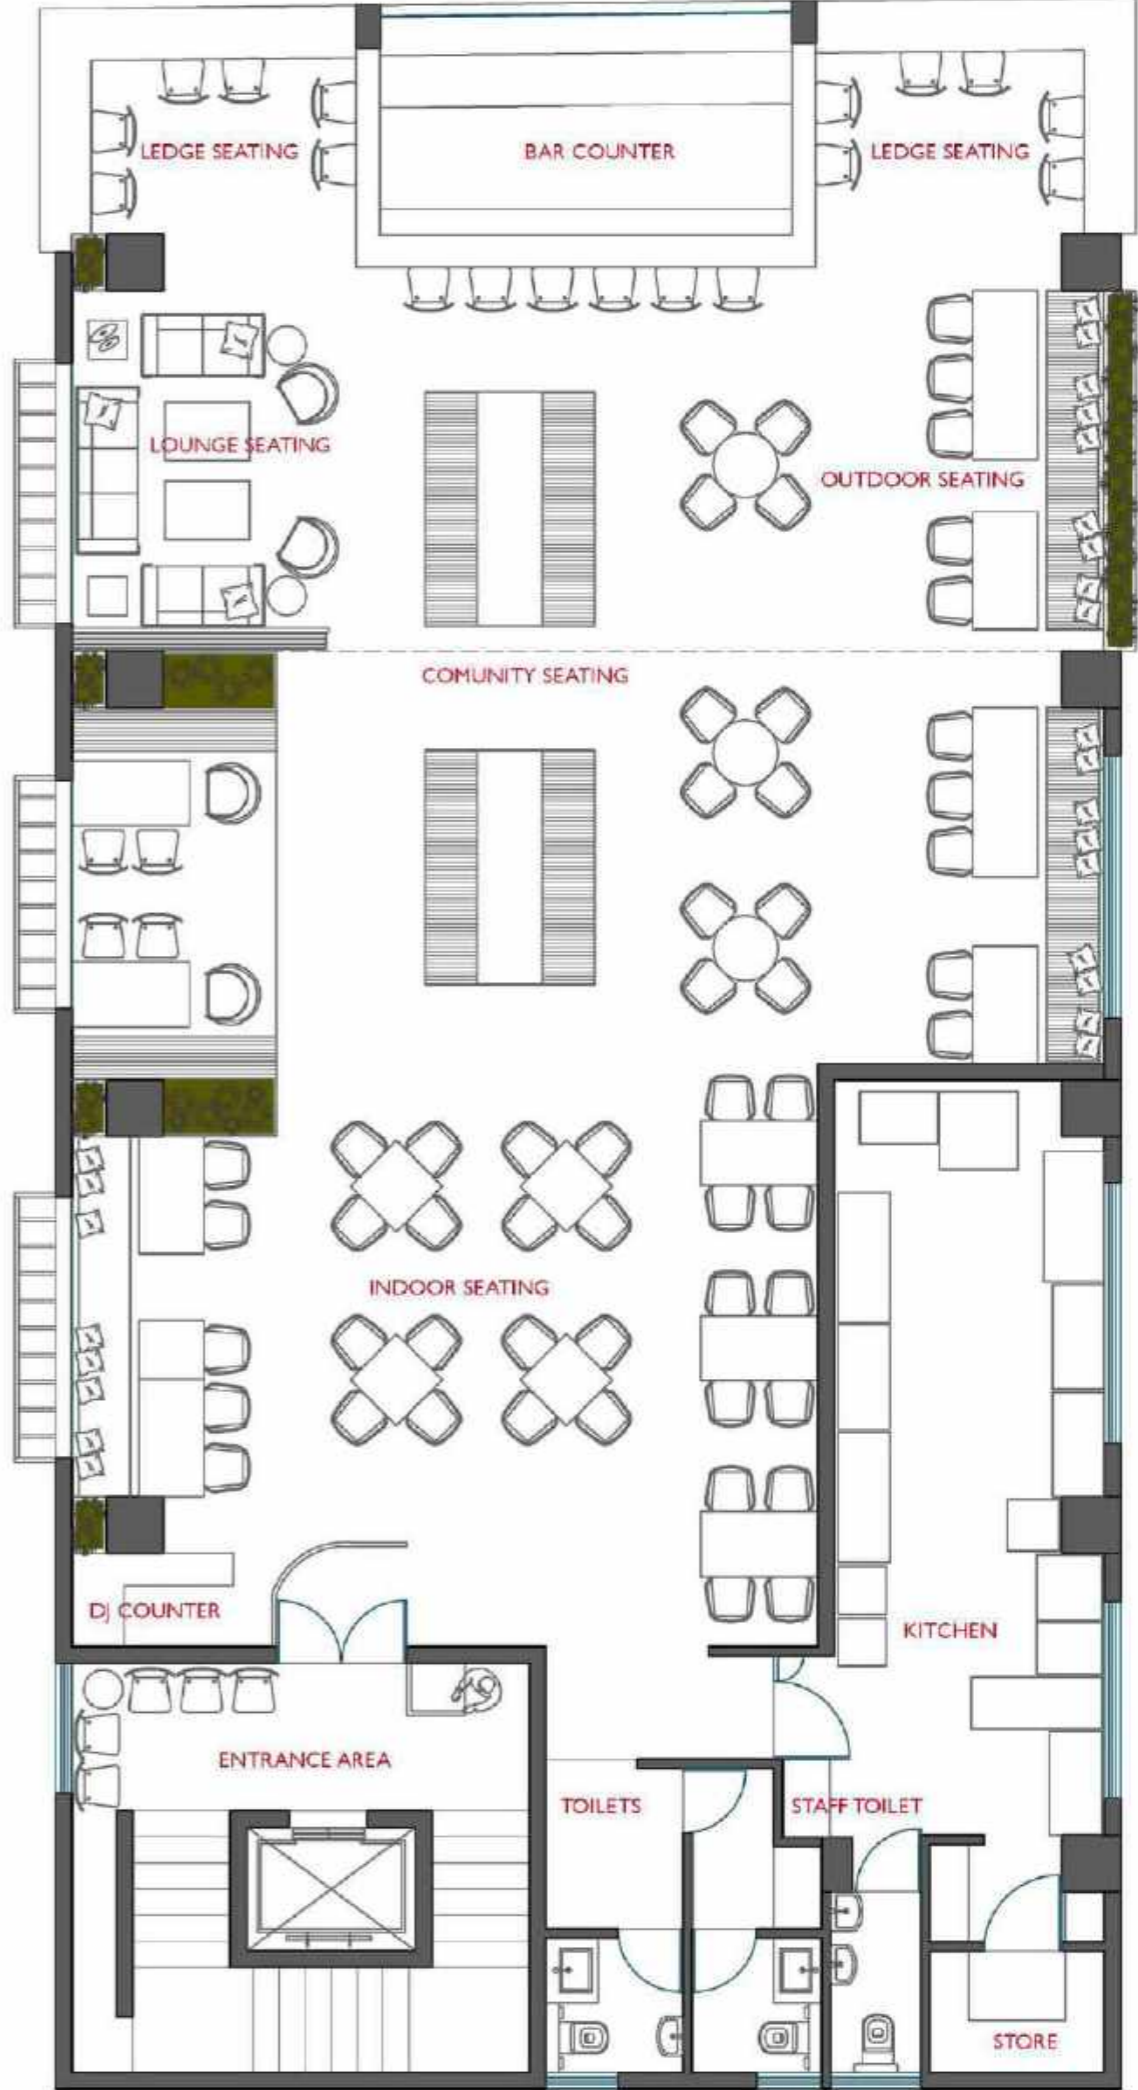 LEDGE SEATING
BAR COUNTER
LEDGE SEATING
LOUNGE SEATING
OUTDOOR SEATING
COMUNITY SEATING
INDOOR SEATING
DJ COUNTER
KITCHEN
ENTRANCE AREA
TOILETS
STAFF TOILET
STORE